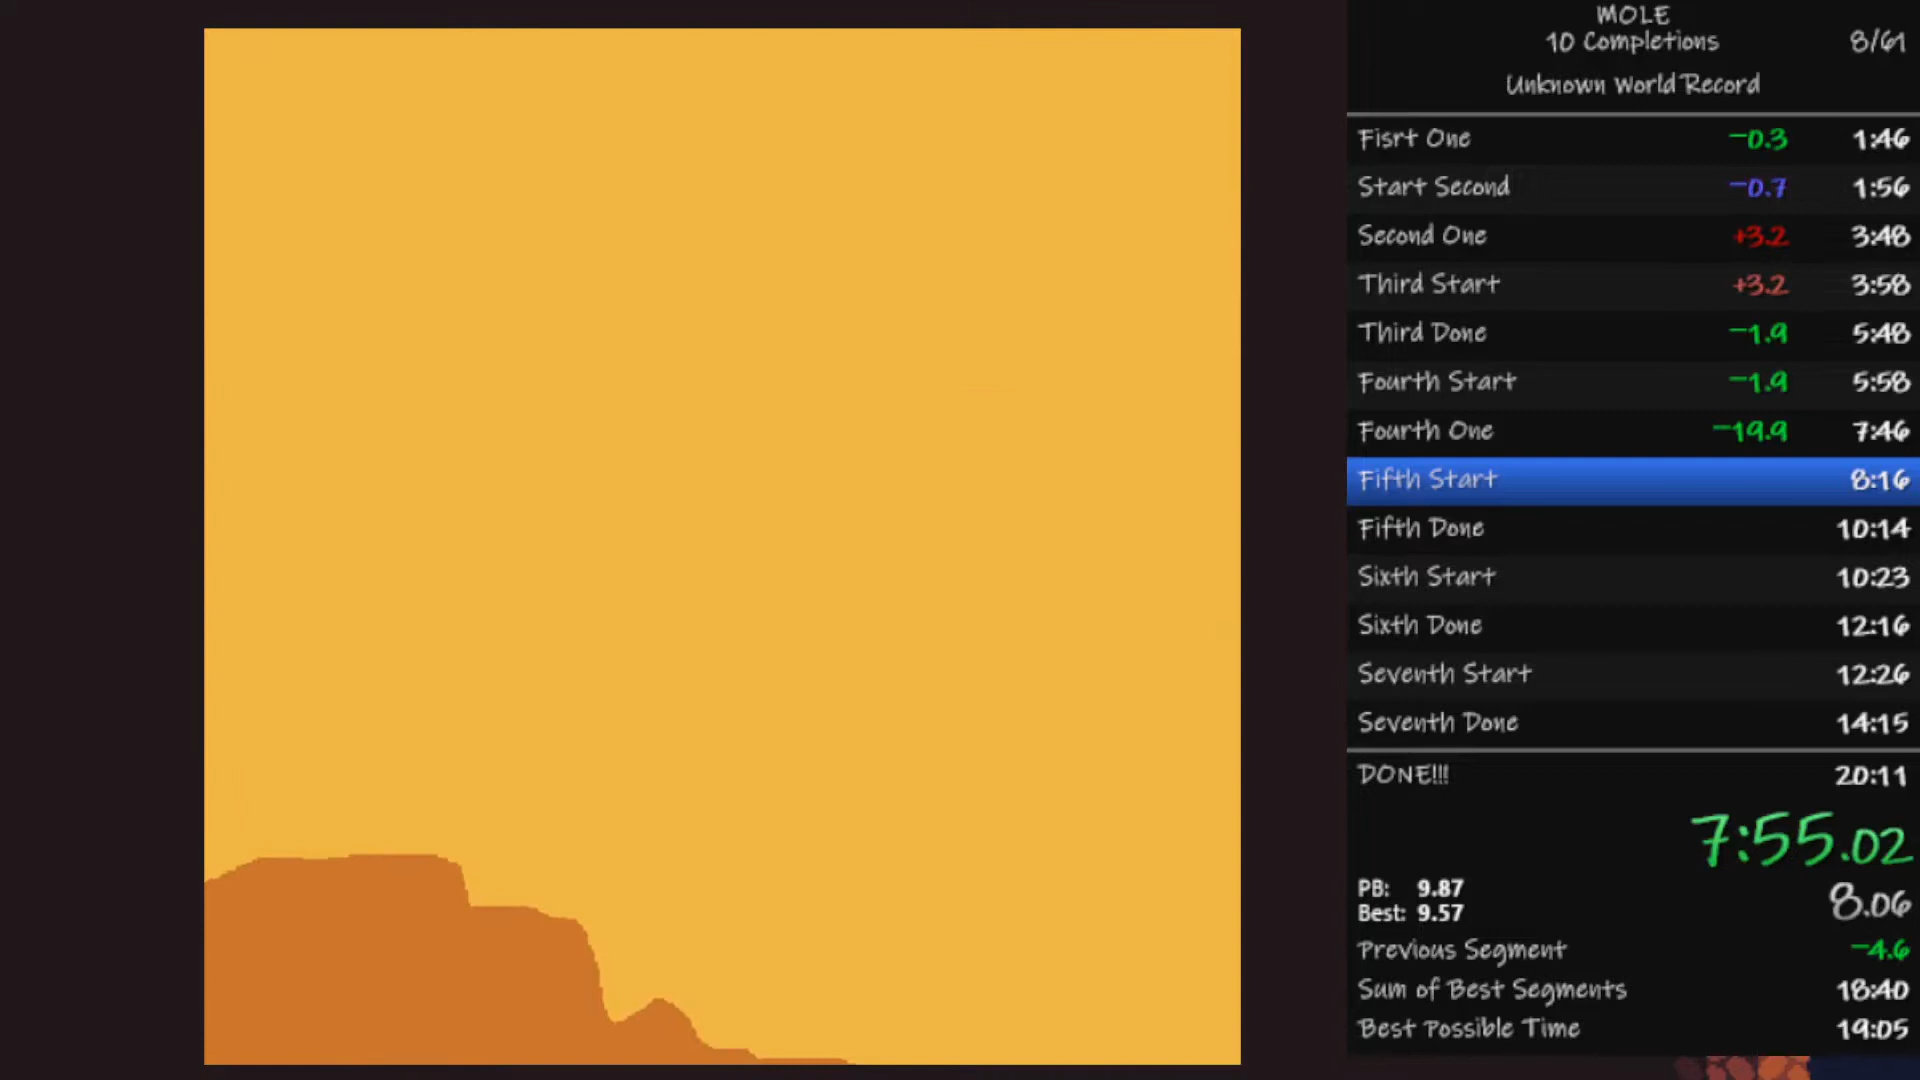 MOLE
10 Completions 8/61
Unknown World Record
Fisrt One −0.3 1:46
Start Second −0.7 1:56
Second One +3.2 3:48
Third Start +3.2 3:58
Third Done −1.9 5:48
Fourth Start −1.9 5:58
Fourth One −19.9 7:46
Fifth Start 8:16
Fifth Done 10:14
Sixth Start 10:23
Sixth Done 12:16
Seventh Start 12:26
Seventh Done 14:15
DONE!!! 20:11
7:55.02
PB: 9.87 8.06
Best: 9.57
Previous Segment −4.6
Sum of Best Segments 18:40
Best Possible Time 19:05